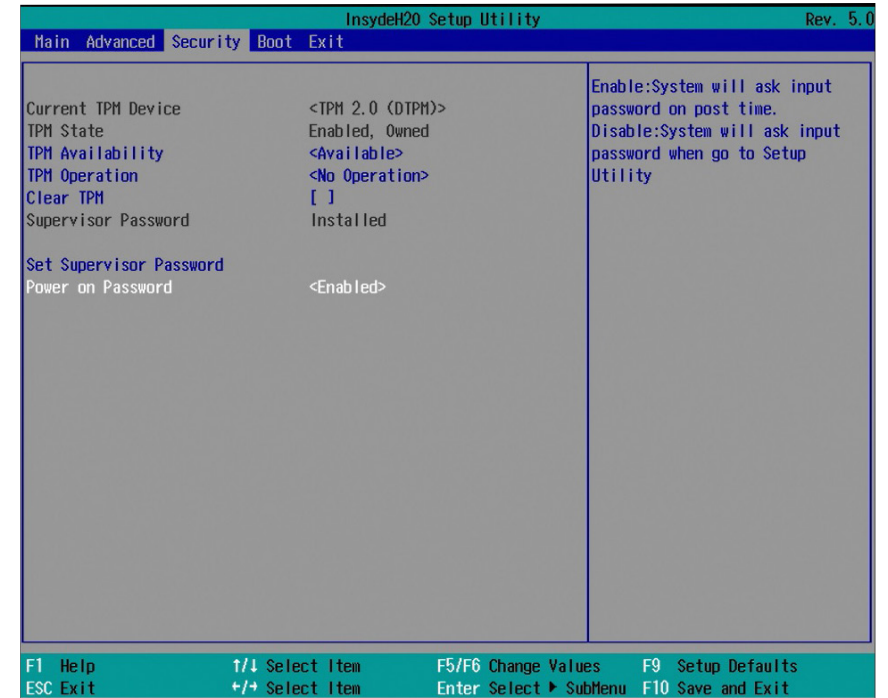 InsydeH2O Setup Utility Rev. 5.0
Main Advanced Security Boot Exit
Current TPM Device <TPM 2.0 (DTPM)>
TPM State Enabled, Owned
TPM Availability <Available>
TPM Operation <No Operation>
Clear TPM [ ]
Supervisor Password Installed
Set Supervisor Password
Power on Password <Enabled>
Enable:System will ask input
password on post time.
Disable:System will ask input
password when go to Setup
Utility
F1 Help ↑/↓ Select Item F5/F6 Change Values F9 Setup Defaults
ESC Exit ←/→ Select Item Enter Select ▶ SubMenu F10 Save and Exit